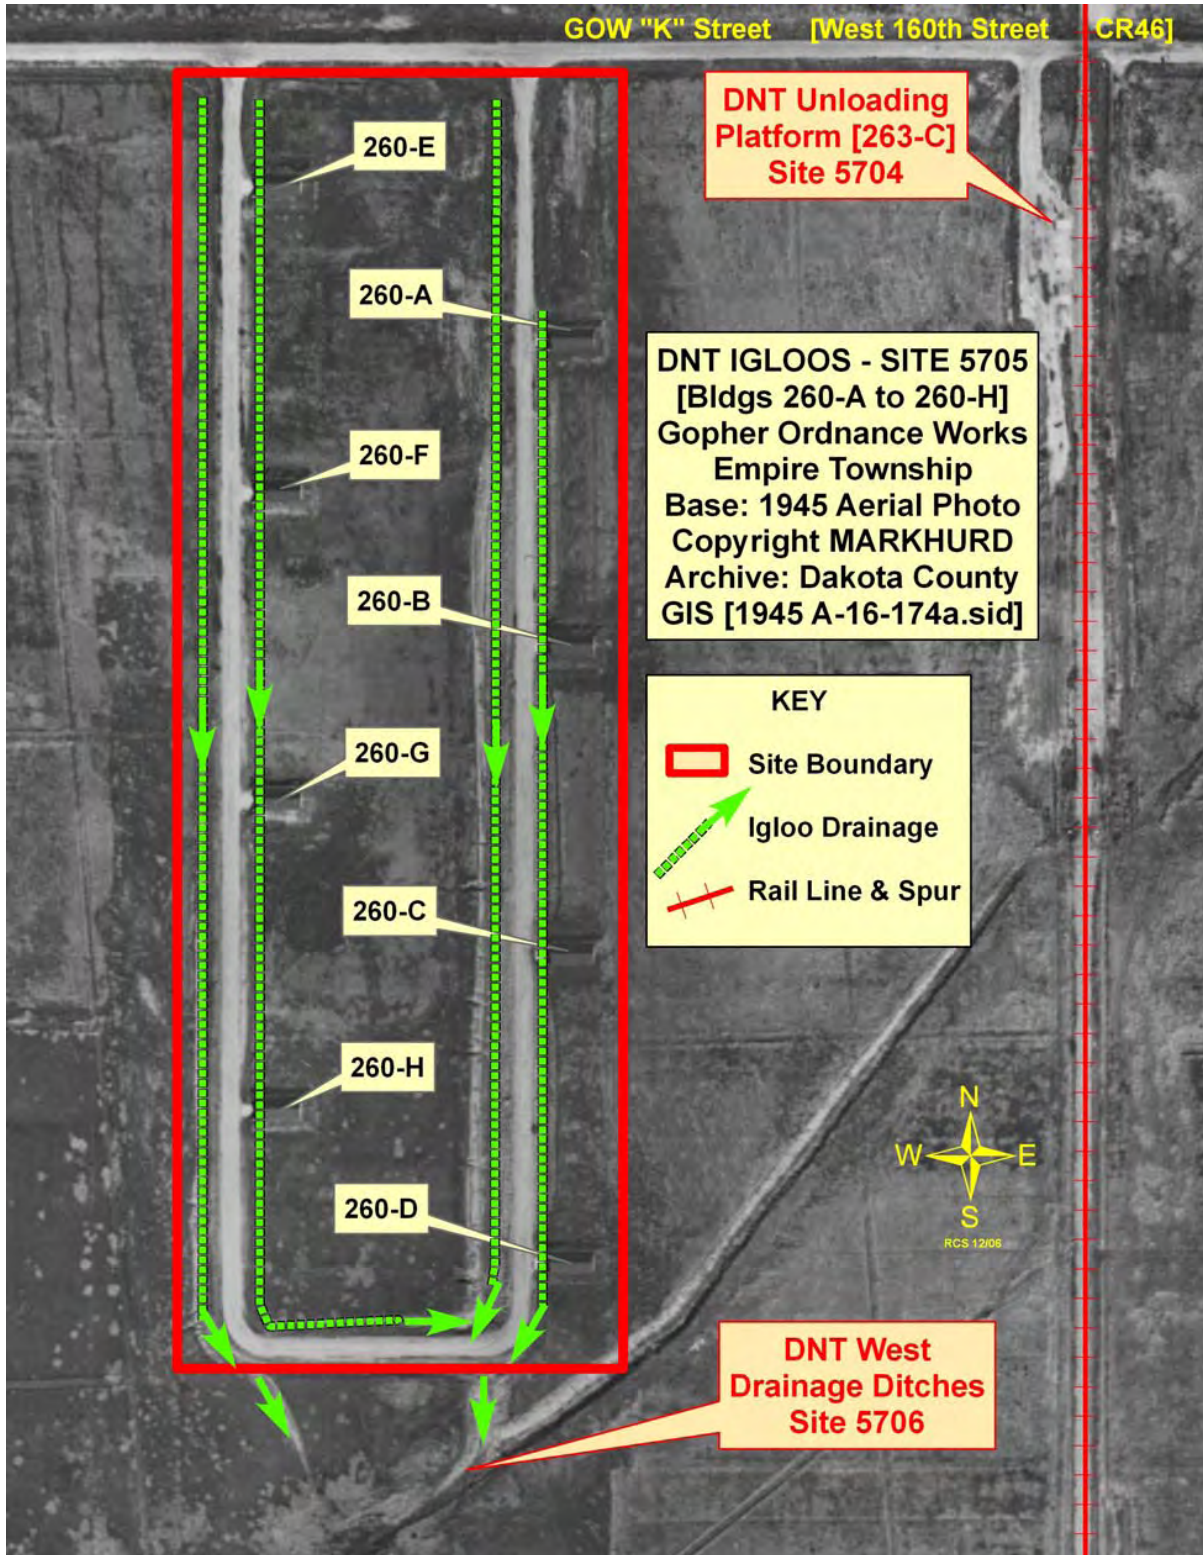 GOW "K" Street [West 160th Street CR46]
DNT Unloading
Platform [263-C]
Site 5704
260-E
260-A
260-F
260-B
260-G
260-C
260-H
260-D
DNT IGLOOS - SITE 5705
[Bldgs 260-A to 260-H]
Gopher Ordnance Works
Empire Township
Base: 1945 Aerial Photo
Copyright MARKHURD
Archive: Dakota County
GIS [1945 A-16-174a.sid]
KEY
Site Boundary
Igloo Drainage
Rail Line & Spur
N
W E
S
RCS 12/06
DNT West
Drainage Ditches
Site 5706